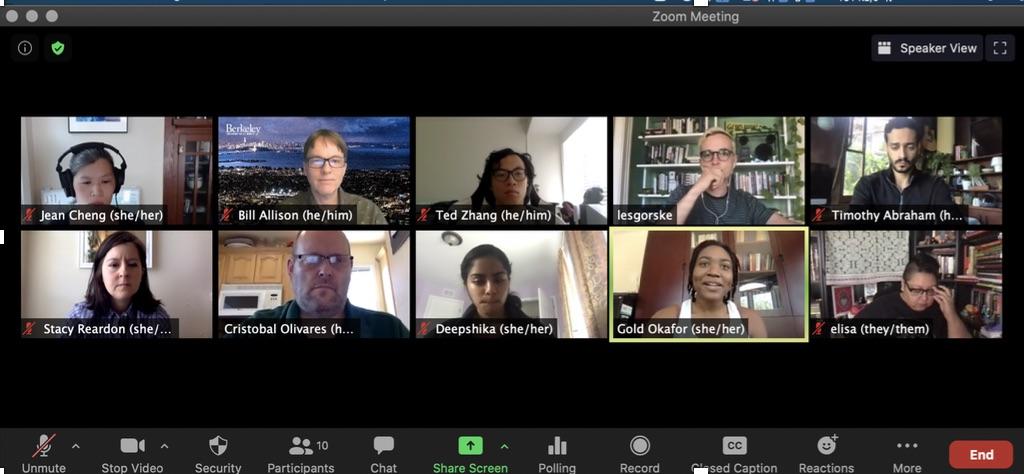 Zoom Meeting
Speaker View
Berkeley
Jean Cheng (she/her)
Bill Allison (he/him)
Ted Zhang (he/him)
lesgorske
Timothy Abraham (h...
Stacy Reardon (she/...
Cristobal Olivares (h...
Deepshika (she/her)
Gold Okafor (she/her)
elisa (they/them)
10
CC
Unmute
Stop Video
Security
Participants
Chat
Share Screen
Polling
Record
Closed Caption
Reactions
More
End